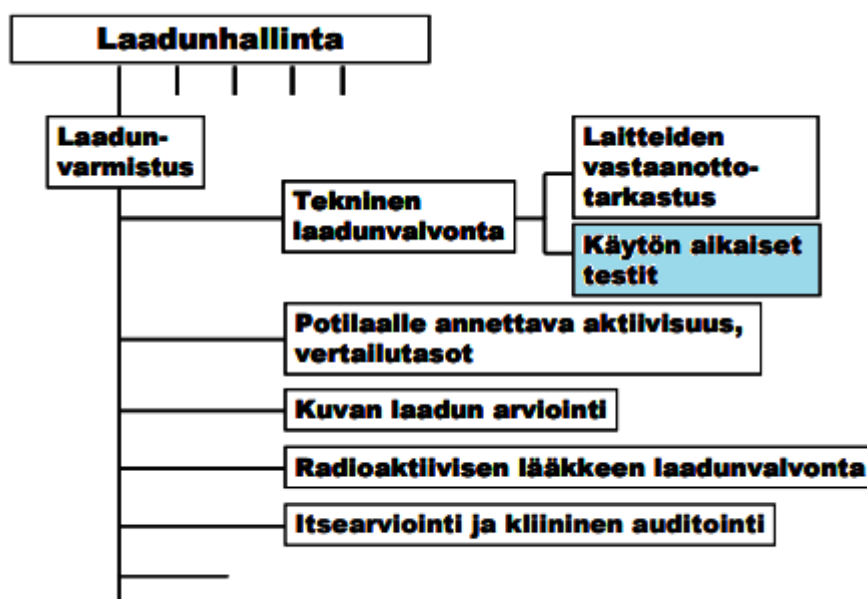 Laadunhallinta
Laadun-
varmistus
Laitteiden
vastaanotto-
tarkastus
Tekninen
laadunvalvonta
Käytön aikaiset
testit
Potilaalle annettava aktiivisuus,
vertailutasot
Kuvan laadun arviointi
Radioaktiivisen lääkkeen laadunvalvonta
Itsearviointi ja kliininen auditointi